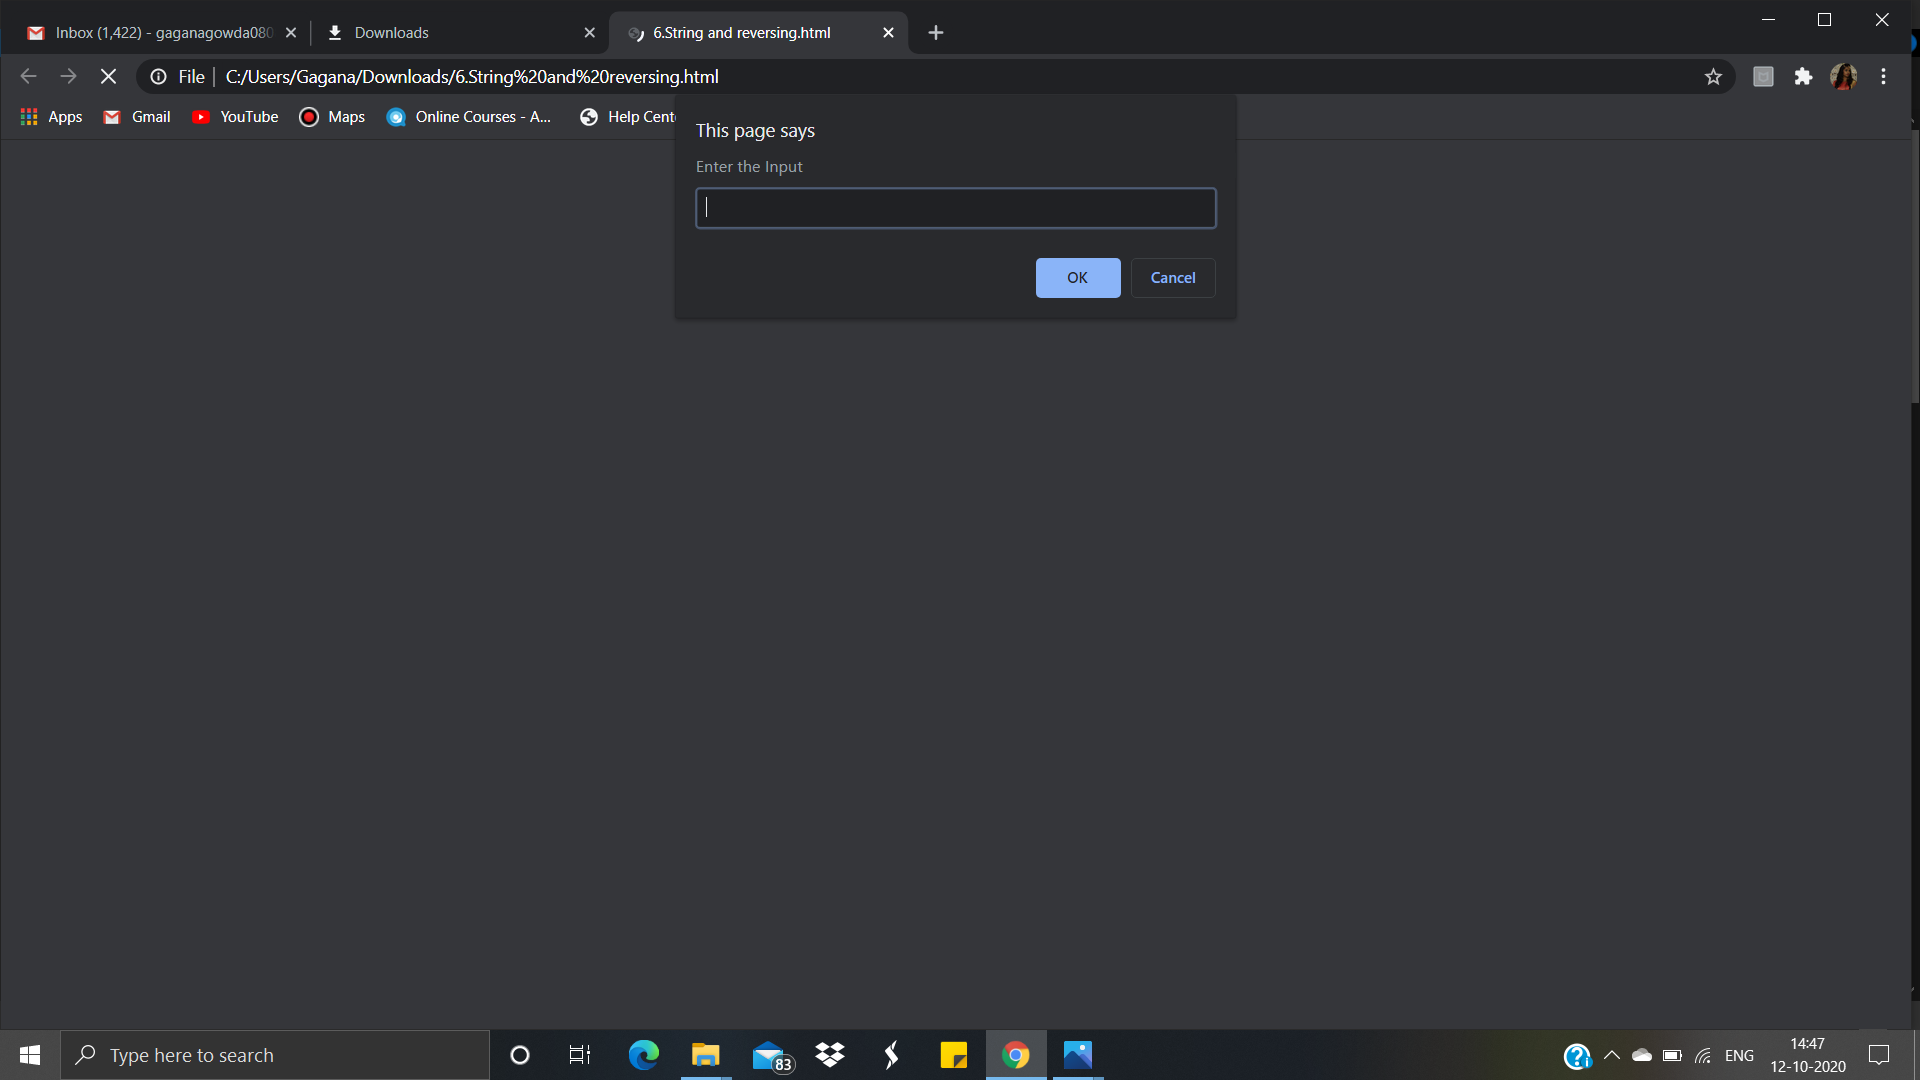 Inbox (1,422) - gaganagowda080
Downloads
6.String and reversing.html
File | C:/Users/Gagana/Downloads/6.String%20and%20reversing.html
Apps Gmail YouTube Maps Online Courses - A... Help Cent
This page says
Enter the Input
OK Cancel
Type here to search
83
ENG
14:47
12-10-2020